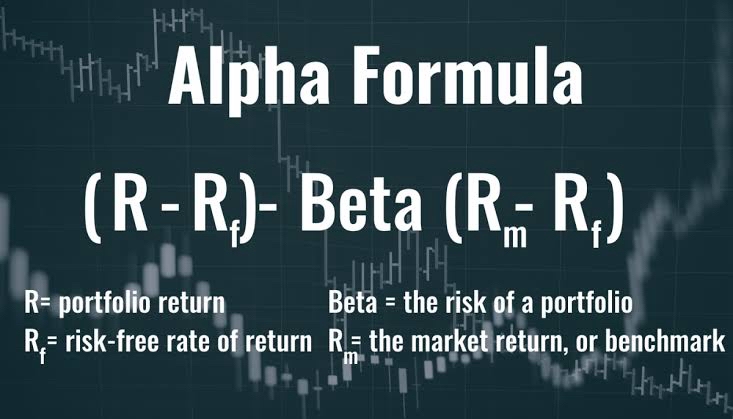 Alpha Formula
(R - Rf)- Beta (Rm- Rf)
R= portfolio return
Rf= risk-free rate of return
Beta = the risk of a portfolio
Rm= the market return, or benchmark